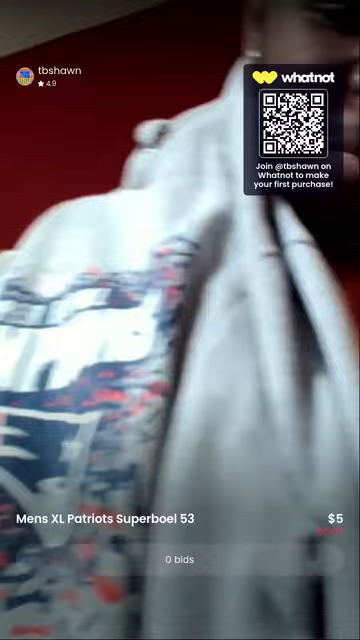 tbshawn
4.9
whatnot
Join @tbshawn on
Whatnot to make
your first purchase!
Mens XL Patriots Superboel 53
$5
0 bids